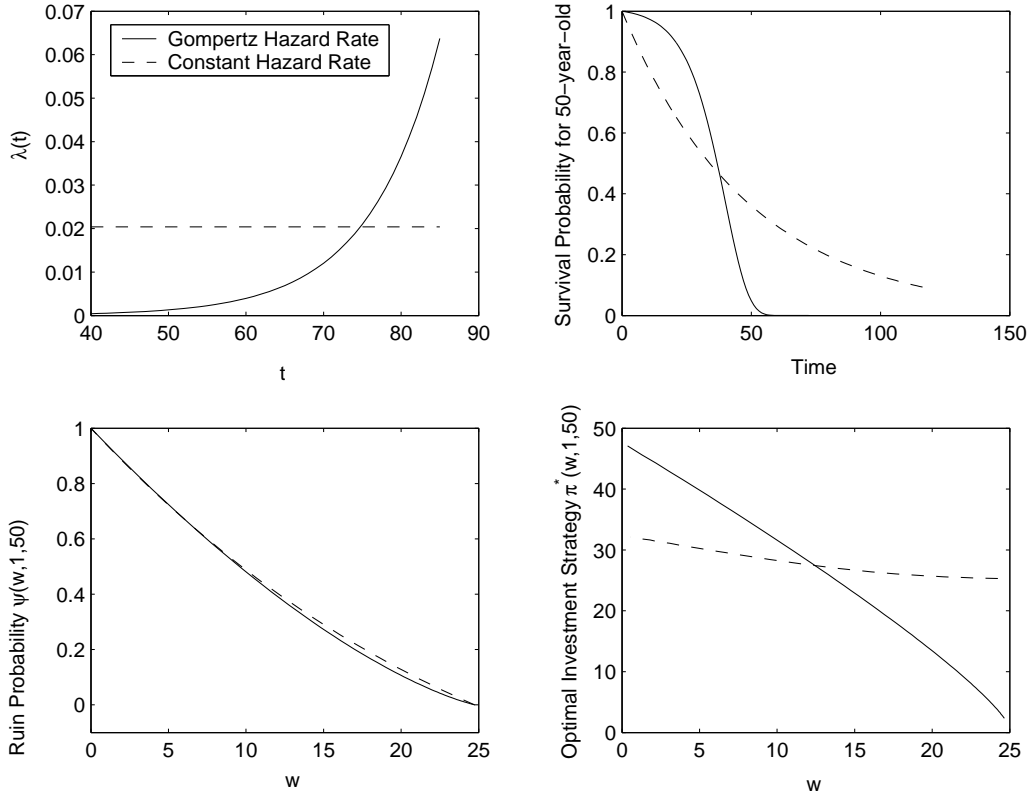 0.07
0.06
0.05
0.04
0.03
0.02
0.01
0
λ(t)
Gompertz Hazard Rate
Constant Hazard Rate
40 50 60 70 80 90
t
1
0.8
0.6
0.4
0.2
0
Survival Probability for 50−year−old
0 50 100 150
Time
1
0.8
0.6
0.4
0.2
0
Ruin Probability ψ(w,1,50)
0 5 10 15 20 25
w
50
40
30
20
10
0
Optimal Investment Strategy π*(w,1,50)
0 5 10 15 20 25
w